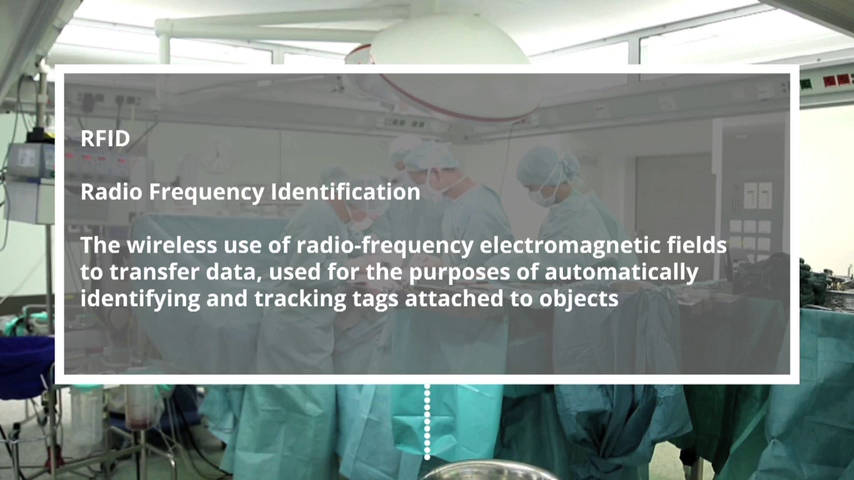 RFID
Radio Frequency Identification
The wireless use of radio-frequency electromagnetic fields
to transfer data, used for the purposes of automatically
identifying and tracking tags attached to objects